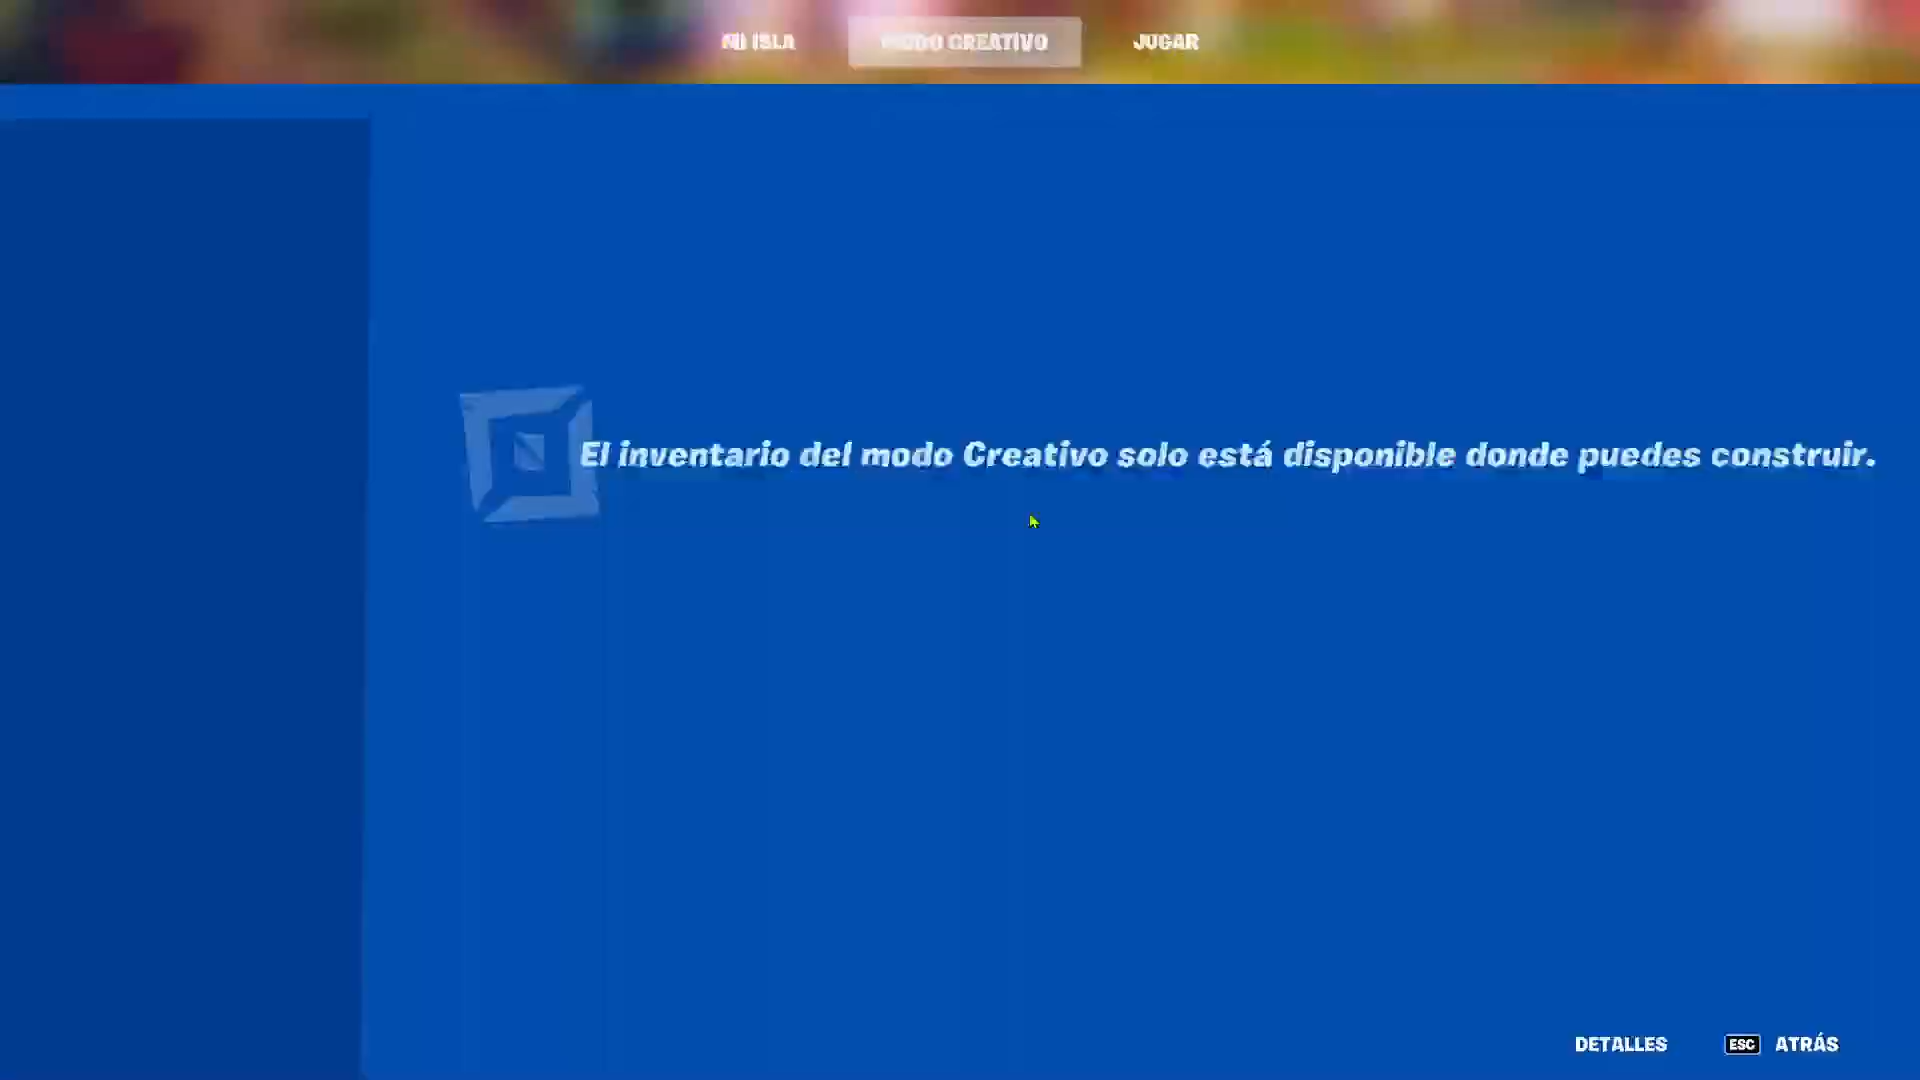 MI ISLA
MODO CREATIVO
JUGAR
El inventario del modo Creativo solo está disponible donde puedes construir.
DETALLES
ESC ATRÁS